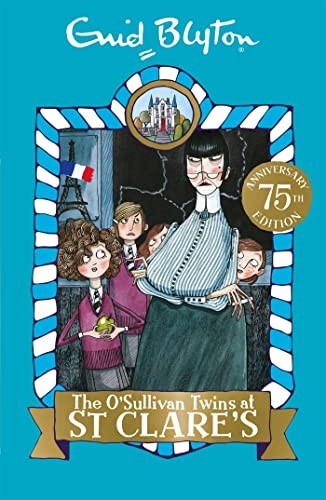 Enid Blyton®
ANNIVERSARY
75TH
EDITION
The O'Sullivan Twins at
ST CLARE'S